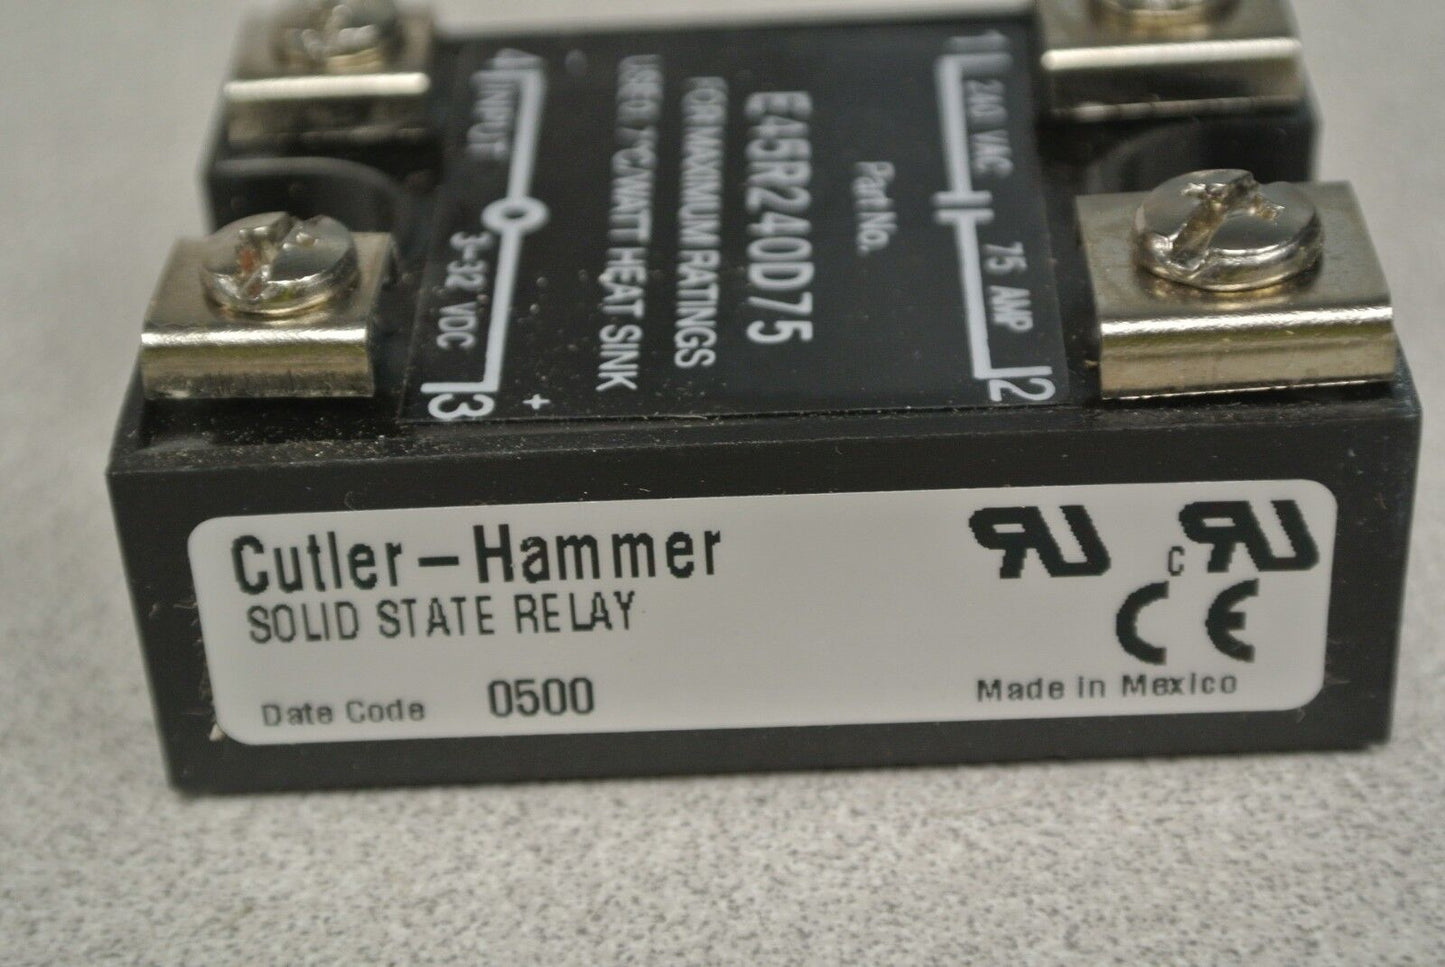 1 240 VAC 75 AMP 2
Part No.
E45R240D75
FOR MAXIMUM RATINGS
USE 0.7°C/WATT HEAT SINK
4 INPUT 3-32 VDC 3
+
Cutler-Hammer
SOLID STATE RELAY
Date Code 0500
c
CE
Made in Mexico